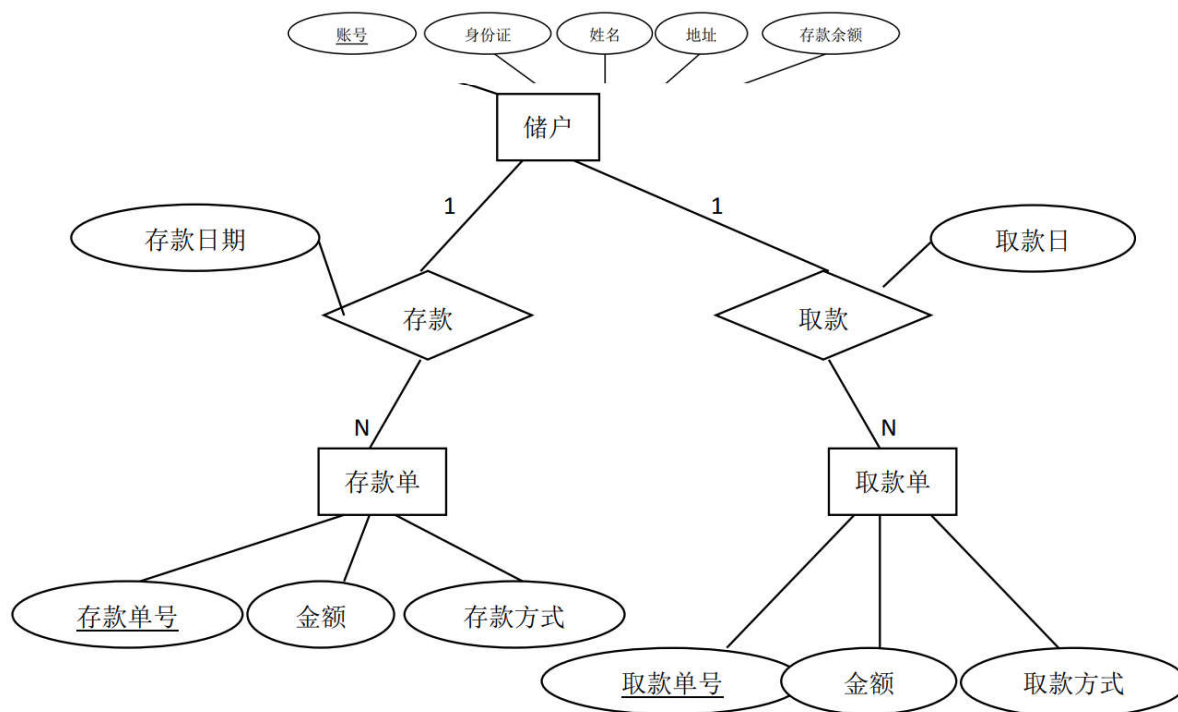 账号 身份证 姓名 地址 存款余额
储户
1 1
存款日期 取款日
存款 取款
N N
存款单 取款单
存款单号 金额 存款方式
取款单号 金额 取款方式